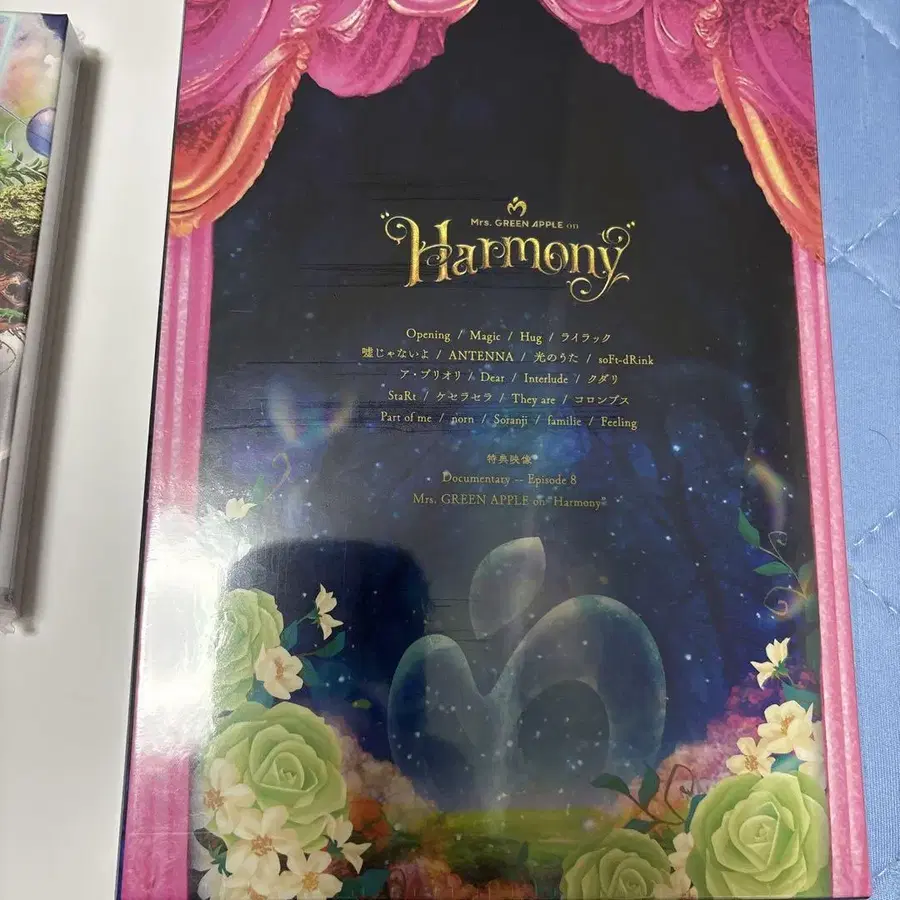 Mrs. GREEN APPLE on
"Harmony"
Opening / Magic / Hug / ライラック
嘘じゃないよ / ANTENNA / 光のうた / soFt-dRink
ア・プリオリ / Dear / Interlude / クダリ
StaRt / ケセラセラ / They are / コロンブス
Part of me / norn / Soranji / familie / Feeling
特典映像
Documentary -- Episode 8
Mrs. GREEN APPLE on "Harmony"